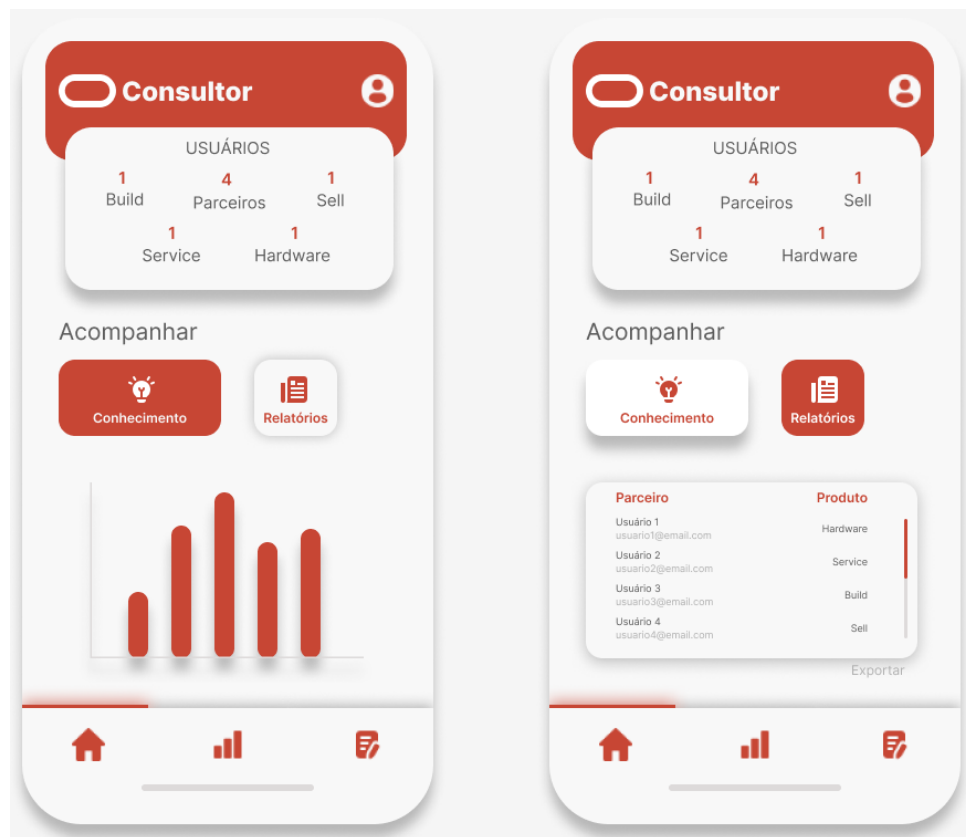 Consultor
USUÁRIOS
1 4 1
Build Parceiros Sell
1 1
Service Hardware
Acompanhar
Conhecimento Relatórios
Consultor
USUÁRIOS
1 4 1
Build Parceiros Sell
1 1
Service Hardware
Acompanhar
Conhecimento Relatórios
Parceiro Produto
Usuário 1
usuario1@email.com Hardware
Usuário 2
usuario2@email.com Service
Usuário 3
usuario3@email.com Build
Usuário 4
usuario4@email.com Sell
Exportar